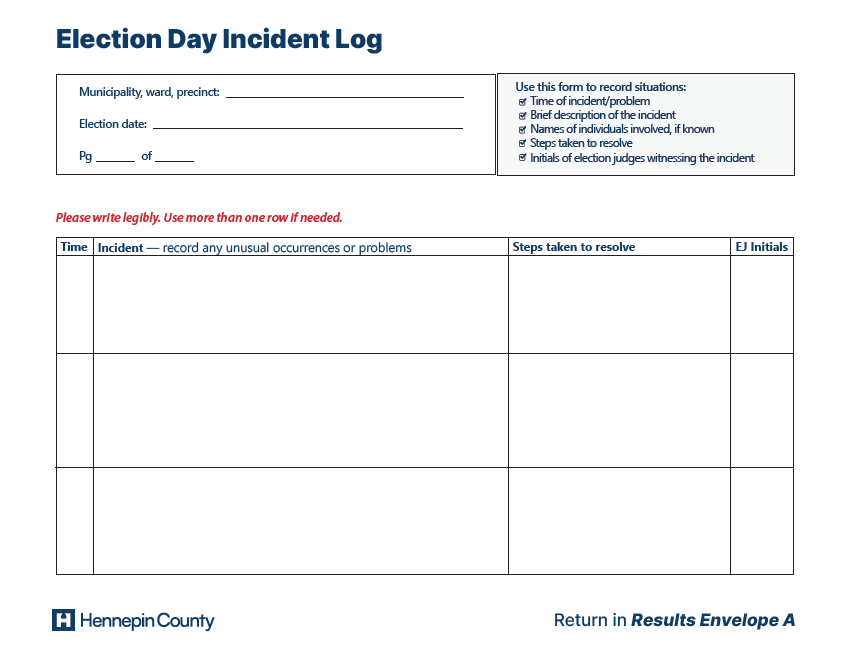 Election Day Incident Log
Municipality, ward, precinct:
Election date:
Pg ______ of ______
Use this form to record situations:
Time of incident/problem
Brief description of the incident
Names of individuals involved, if known
Steps taken to resolve
Initials of election judges witnessing the incident
Please write legibly. Use more than one row if needed.
Time Incident — record any unusual occurrences or problems Steps taken to resolve EJ Initials
Hennepin County
Return in Results Envelope A